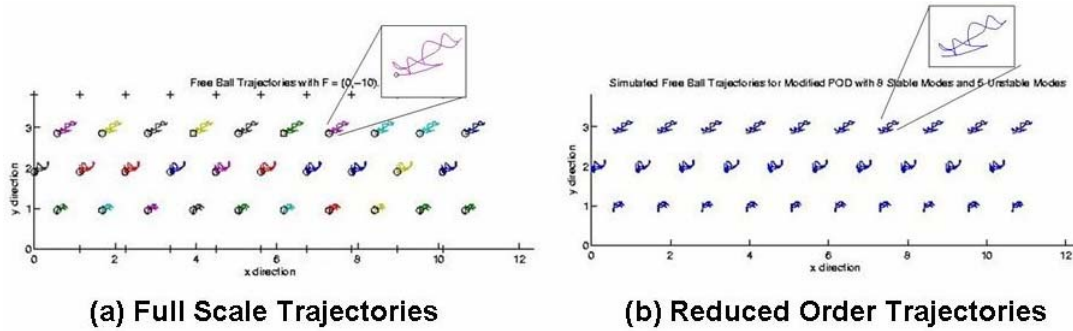 Free Ball Trajectories with F = (0,-10).
y direction
3
2
1
0
0 2 4 6 8 10 12
x direction
(a) Full Scale Trajectories
Simulated Free Ball Trajectories for Modified POD with 8 Stable Modes and 5 Unstable Modes
y direction
3
2
1
0
0 2 4 6 8 10 12
x direction
(b) Reduced Order Trajectories